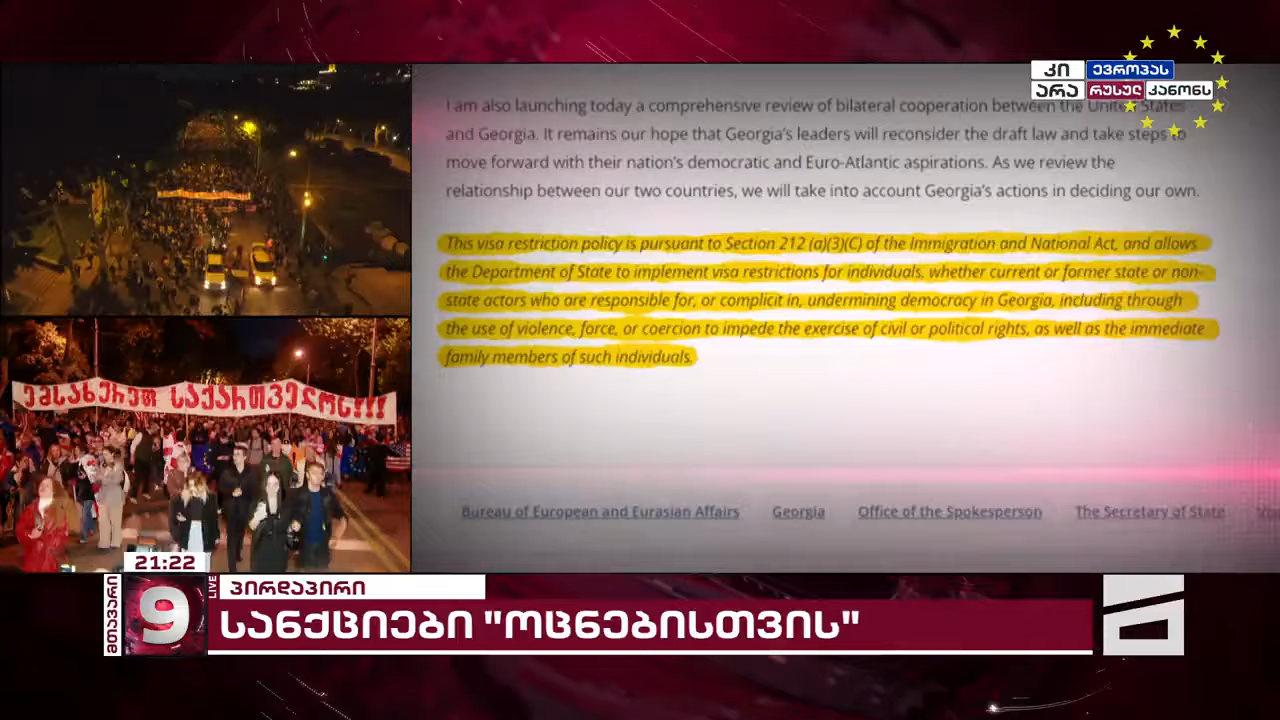 კი ევროპას
არა რუსულ კანონს
I am also launching today a comprehensive review of bilateral cooperation between the United States
and Georgia. It remains our hope that Georgia's leaders will reconsider the draft law and take steps to
move forward with their nation's democratic and Euro-Atlantic aspirations. As we review the
relationship between our two countries, we will take into account Georgia's actions in deciding our own.
This visa restriction policy is pursuant to Section 212 (a)(3)(C) of the Immigration and National Act, and allows
the Department of State to implement visa restrictions for individuals, whether current or former state or non-
state actors who are responsible for, or complicit in, undermining democracy in Georgia, including through
the use of violence, force, or coercion to impede the exercise of civil or political rights, as well as the immediate
family members of such individuals.
Bureau of European and Eurasian Affairs Georgia Office of the Spokesperson The Secretary of State
ემსახურეთ საქართველოს!!!
21:22
მთავარი
9
LIVE
პირდაპირი
სანქციები "ოცნებისთვის"